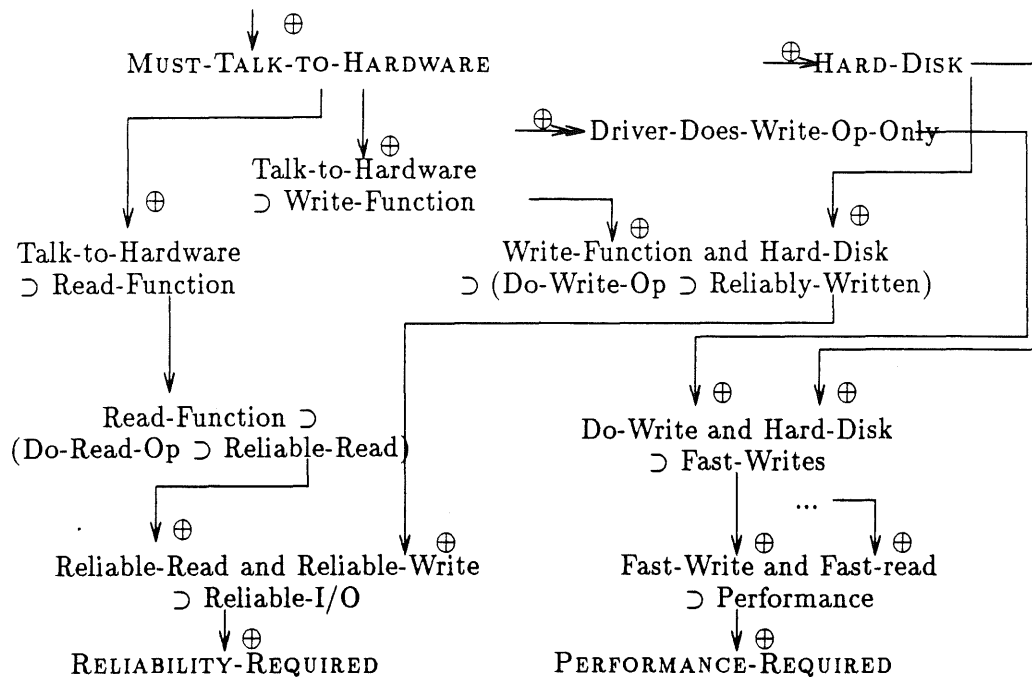 ⊕
MUST-TALK-TO-HARDWARE
⊕ HARD-DISK
⊕ Driver-Does-Write-Op-Only
⊕
Talk-to-Hardware
⊃ Write-Function
⊕
Talk-to-Hardware
⊃ Read-Function
⊕ ⊕
Write-Function and Hard-Disk
⊃ (Do-Write-Op ⊃ Reliably-Written)
Read-Function ⊃
(Do-Read-Op ⊃ Reliable-Read)
⊕ ⊕
Do-Write and Hard-Disk
⊃ Fast-Writes
...
⊕ ⊕
Reliable-Read and Reliable-Write
⊃ Reliable-I/O
⊕ ⊕
Fast-Write and Fast-read
⊃ Performance
⊕
RELIABILITY-REQUIRED
⊕
PERFORMANCE-REQUIRED